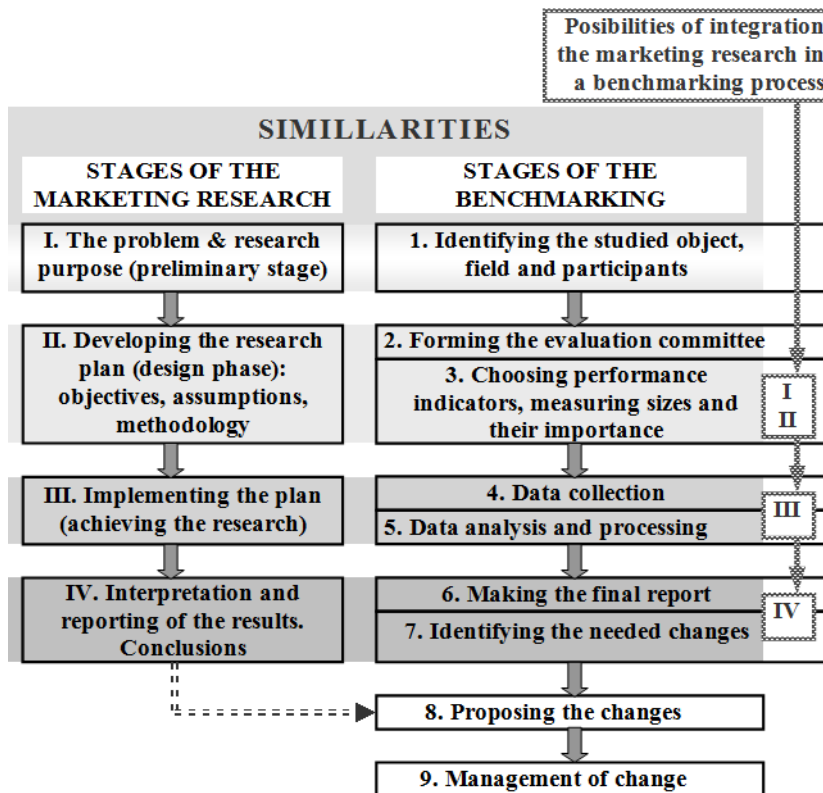 Posibilities of integration
the marketing research in
a benchmarking process
SIMILLARITIES
STAGES OF THE
MARKETING RESEARCH
STAGES OF THE
BENCHMARKING
I. The problem & research
purpose (preliminary stage)
1. Identifying the studied object,
field and participants
II. Developing the research
plan (design phase):
objectives, assumptions,
methodology
2. Forming the evaluation committee
3. Choosing performance
indicators, measuring sizes and
their importance
I
II
III. Implementing the plan
(achieving the research)
4. Data collection
5. Data analysis and processing
III
IV. Interpretation and
reporting of the results.
Conclusions
6. Making the final report
7. Identifying the needed changes
IV
8. Proposing the changes
9. Management of change